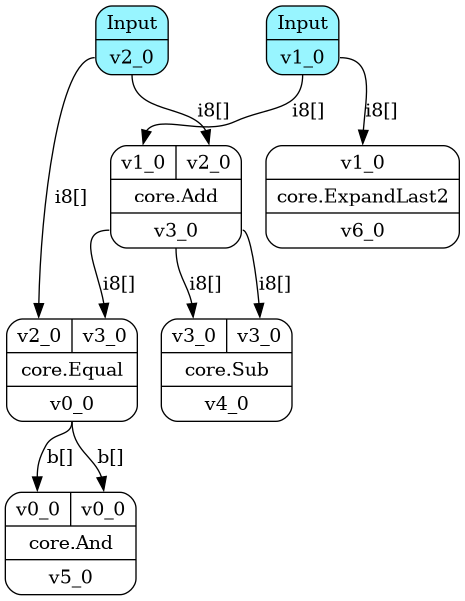 Input
v2_0
Input
v1_0
i8[]
i8[]
i8[]
i8[]
v1_0 v2_0
core.Add
v3_0
v1_0
core.ExpandLast2
v6_0
i8[]
i8[]
i8[]
v2_0 v3_0
core.Equal
v0_0
v3_0 v3_0
core.Sub
v4_0
b[]
b[]
v0_0 v0_0
core.And
v5_0